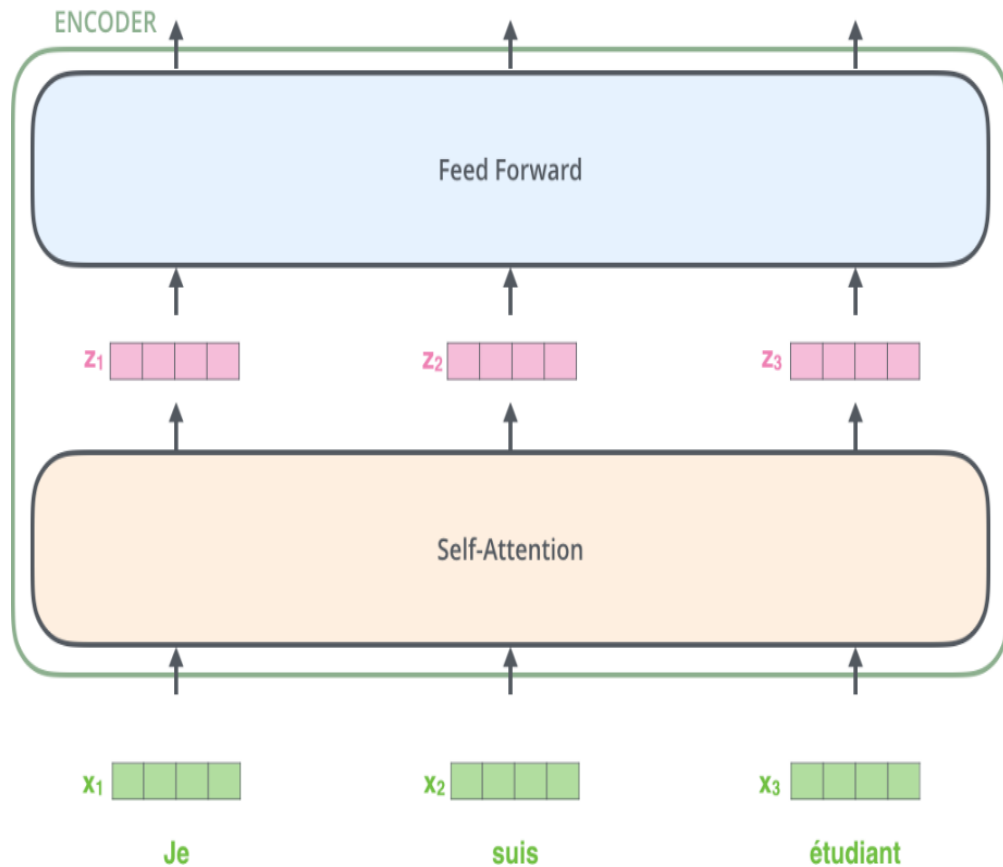 ENCODER
Feed Forward
z₁ z₂ z₃
Self-Attention
x₁ x₂ x₃
Je suis étudiant